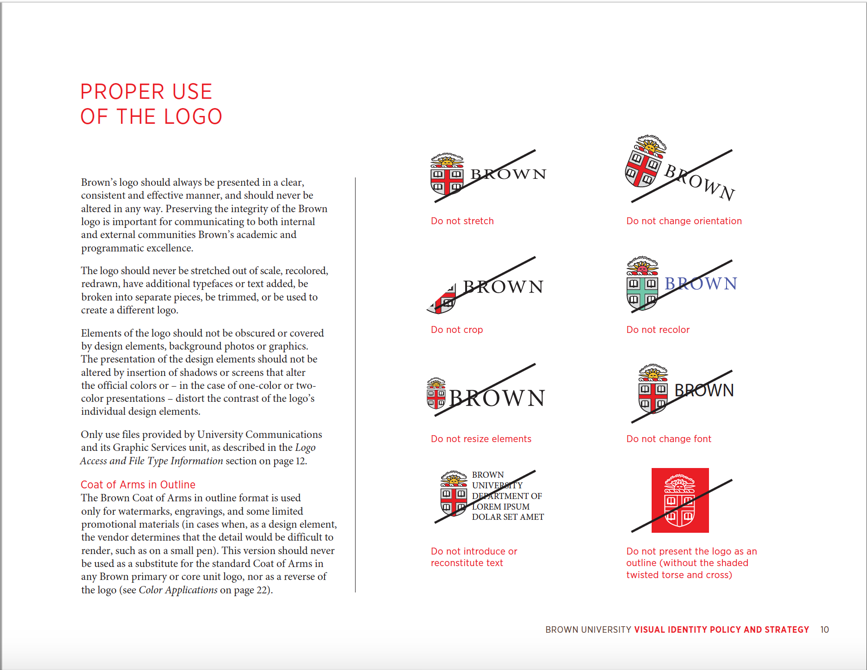 PROPER USE
OF THE LOGO
Brown’s logo should always be presented in a clear,
consistent and effective manner, and should never be
altered in any way. Preserving the integrity of the Brown
logo is important for communicating to both internal
and external communities Brown’s academic and
programmatic excellence.
The logo should never be stretched out of scale, recolored,
redrawn, have additional typefaces or text added, be
broken into separate pieces, be trimmed, or be used to
create a different logo.
Elements of the logo should not be obscured or covered
by design elements, background photos or graphics.
The presentation of the design elements should not be
altered by insertion of shadows or screens that alter
the official colors or – in the case of one-color or two-
color presentations – distort the contrast of the logo’s
individual design elements.
Only use files provided by University Communications
and its Graphic Services unit, as described in the Logo
Access and File Type Information section on page 12.
Coat of Arms in Outline
The Brown Coat of Arms in outline format is used
only for watermarks, engravings, and some limited
promotional materials (in cases when, as a design element,
the vendor determines that the detail would be difficult to
render, such as on a small pen). This version should never
be used as a substitute for the standard Coat of Arms in
any Brown primary or core unit logo, nor as a reverse of
the logo (see Color Applications on page 22).
BROWN
Do not stretch
BROWN
Do not change orientation
BROWN
Do not crop
BROWN
Do not recolor
BROWN
Do not resize elements
BROWN
Do not change font
BROWN
UNIVERSITY
DEPARTMENT OF
LOREM IPSUM
DOLAR SET AMET
Do not introduce or
reconstitute text
Do not present the logo as an
outline (without the shaded
twisted torse and cross)
BROWN UNIVERSITY VISUAL IDENTITY POLICY AND STRATEGY 10